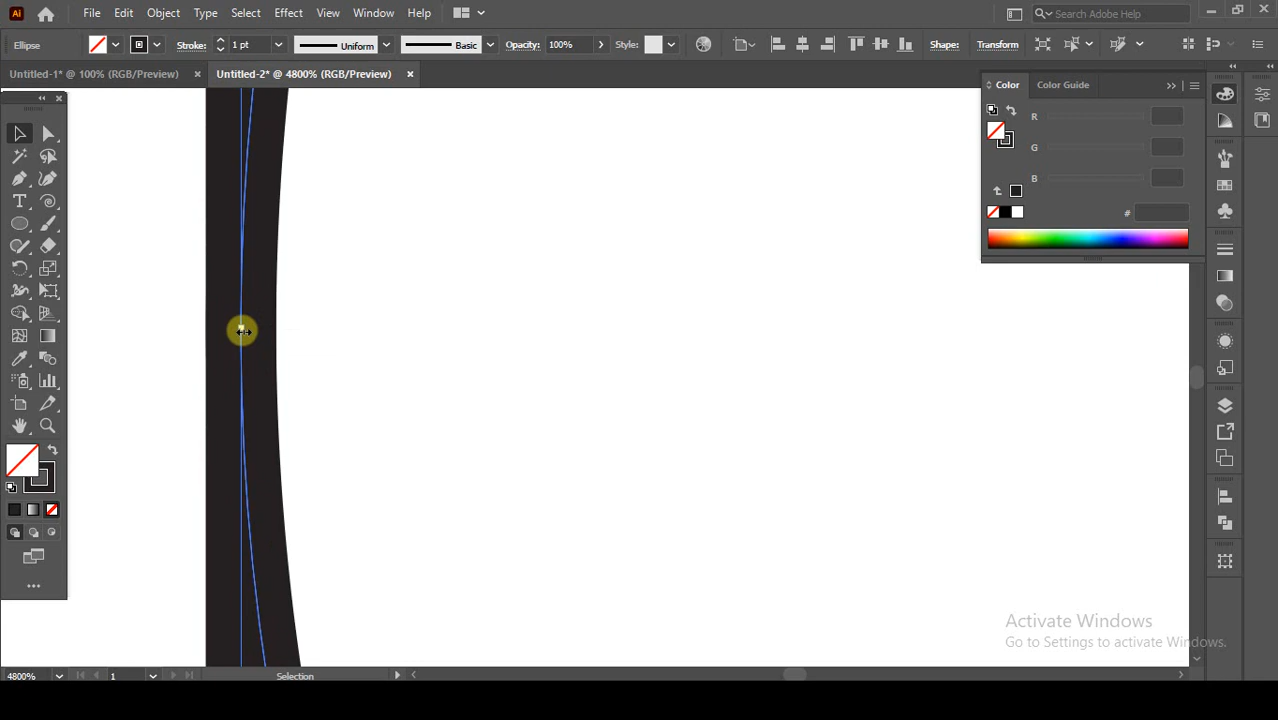 Ai File Edit Object Type Select Effect View Window Help Search Adobe Help
Ellipse Stroke: 1 pt Uniform Basic Opacity: 100% Style: Shape: Transform
Untitled-1* @ 100% (RGB/Preview) × Untitled-2* @ 4800% (RGB/Preview) ×
Color Color Guide
R
G
B
#
T
Activate Windows
Go to Settings to activate Windows.
4800% 1 Selection